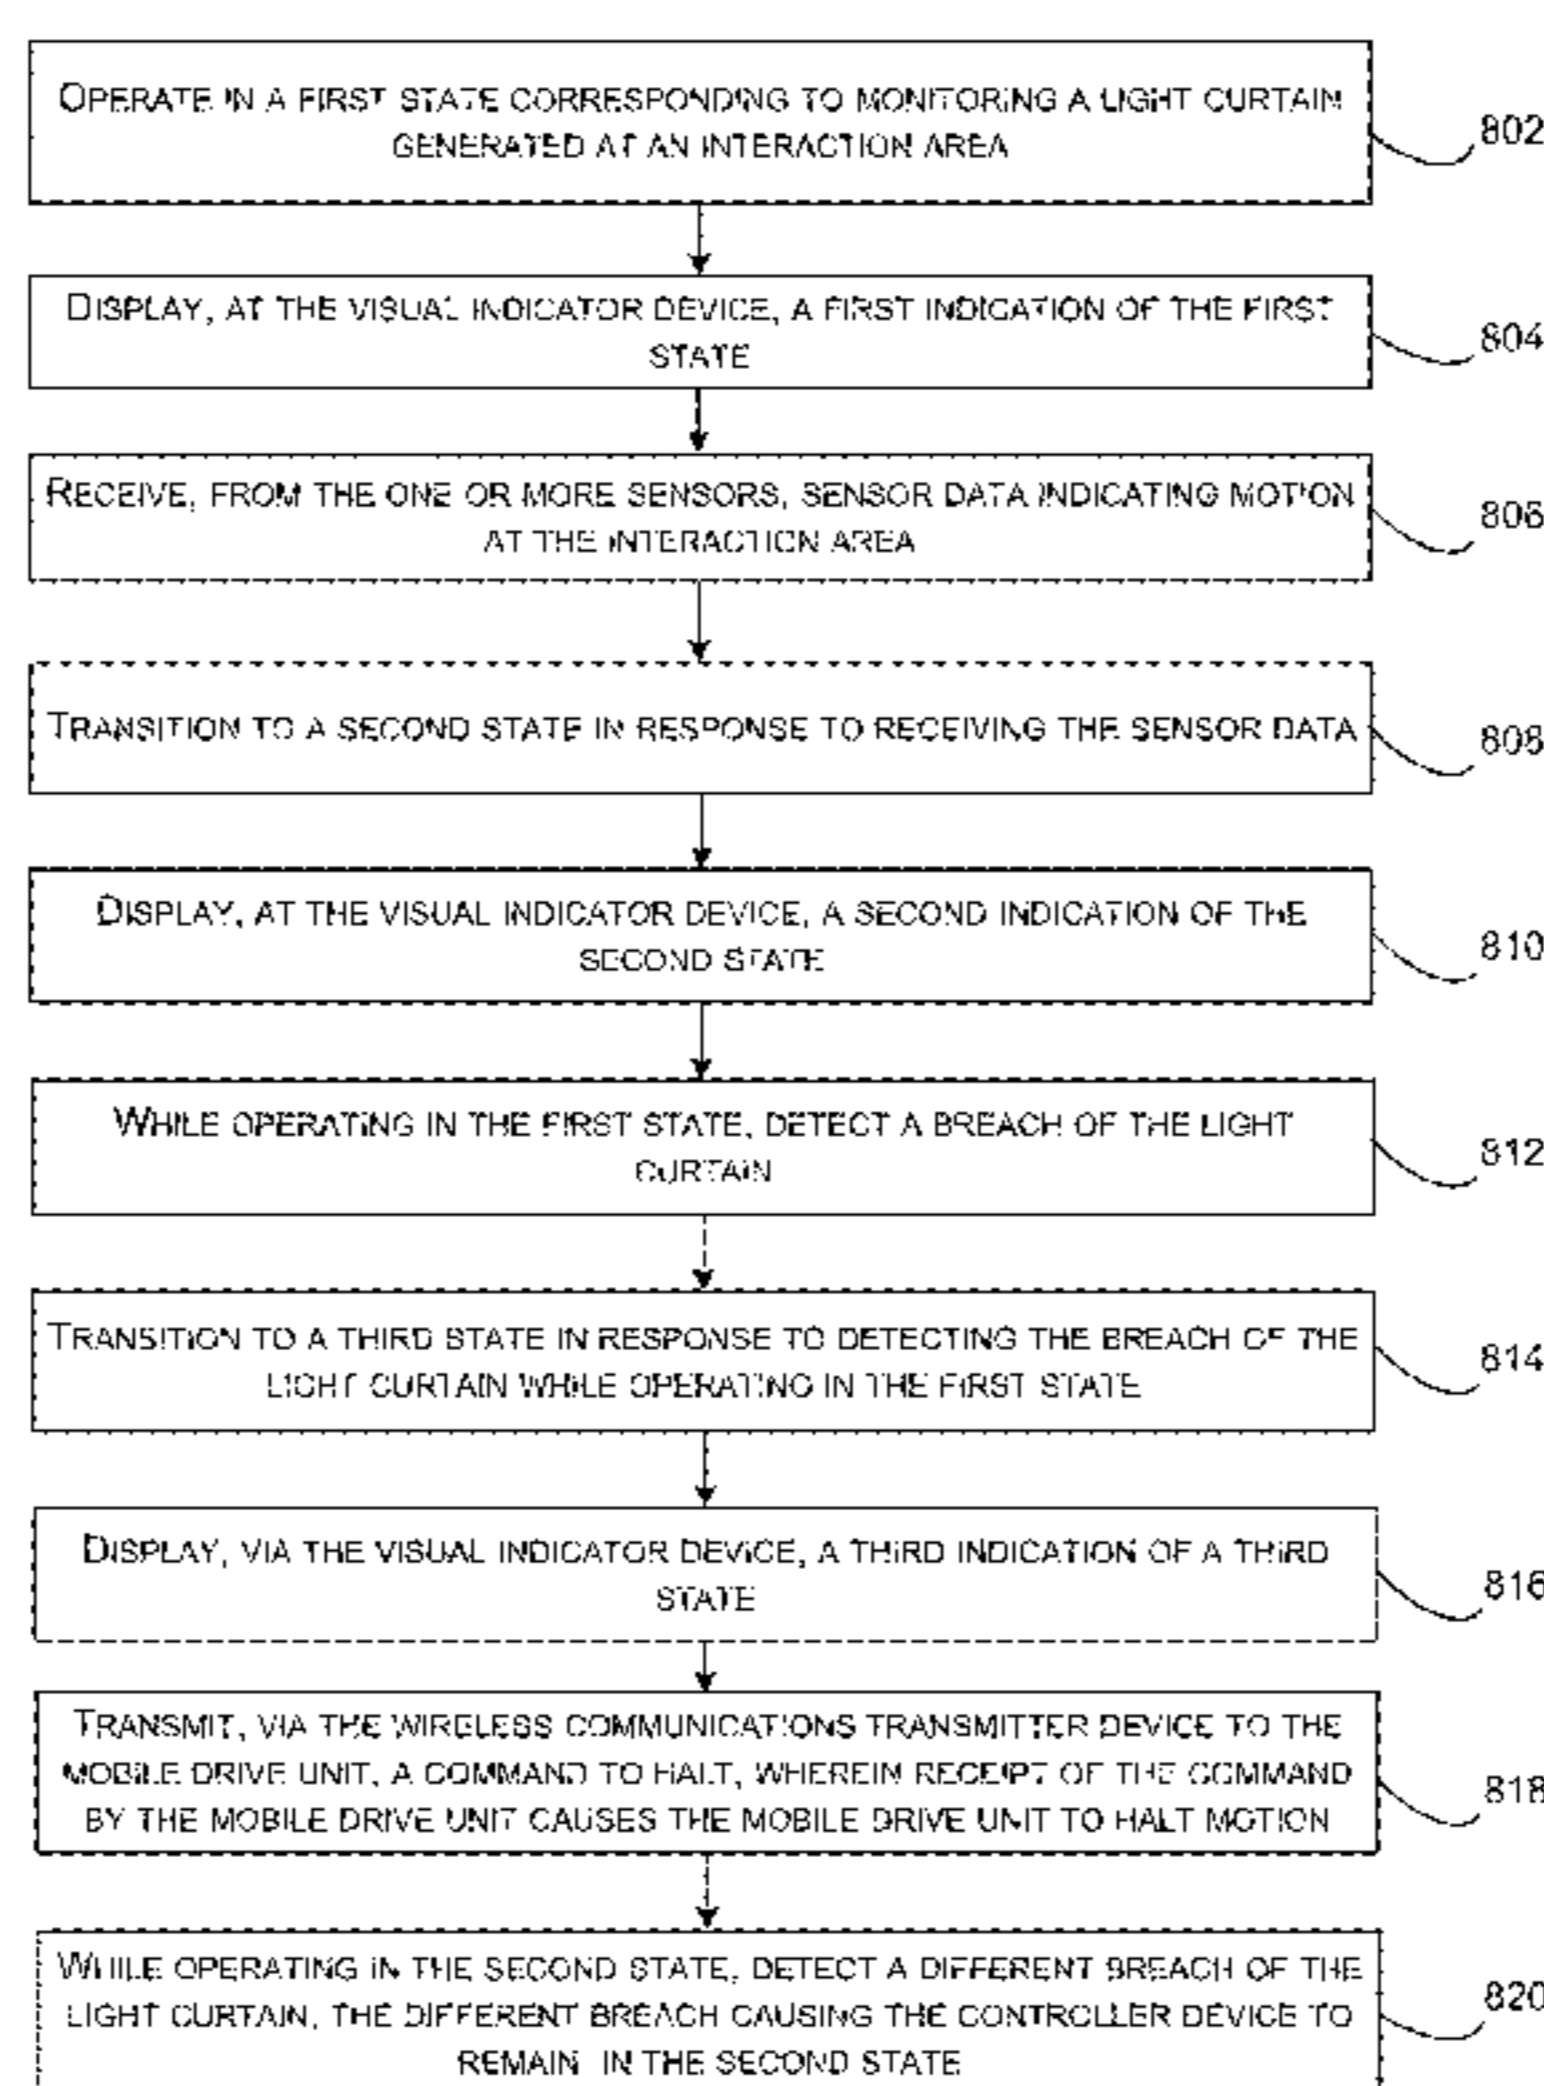 OPERATE IN A FIRST STATE CORRESPONDING TO MONITORING A LIGHT CURTAIN
GENERATED AT AN INTERACTION AREA
802
DISPLAY, AT THE VISUAL INDICATOR DEVICE, A FIRST INDICATION OF THE FIRST
STATE
804
RECEIVE, FROM THE ONE OR MORE SENSORS, SENSOR DATA INDICATING MOTION
AT THE INTERACTION AREA
806
TRANSITION TO A SECOND STATE IN RESPONSE TO RECEIVING THE SENSOR DATA
808
DISPLAY, AT THE VISUAL INDICATOR DEVICE, A SECOND INDICATION OF THE
SECOND STATE
810
WHILE OPERATING IN THE FIRST STATE, DETECT A BREACH OF THE LIGHT
CURTAIN
812
TRANSITION TO A THIRD STATE IN RESPONSE TO DETECTING THE BREACH OF THE
LIGHT CURTAIN WHILE OPERATING IN THE FIRST STATE
814
DISPLAY, VIA THE VISUAL INDICATOR DEVICE, A THIRD INDICATION OF A THIRD
STATE
816
TRANSMIT, VIA THE WIRELESS COMMUNICATIONS TRANSMITTER DEVICE TO THE
MOBILE DRIVE UNIT, A COMMAND TO HALT, WHEREIN RECEIPT OF THE COMMAND
BY THE MOBILE DRIVE UNIT CAUSES THE MOBILE DRIVE UNIT TO HALT MOTION
818
WHILE OPERATING IN THE SECOND STATE, DETECT A DIFFERENT BREACH OF THE
LIGHT CURTAIN, THE DIFFERENT BREACH CAUSING THE CONTROLLER DEVICE TO
REMAIN IN THE SECOND STATE
820